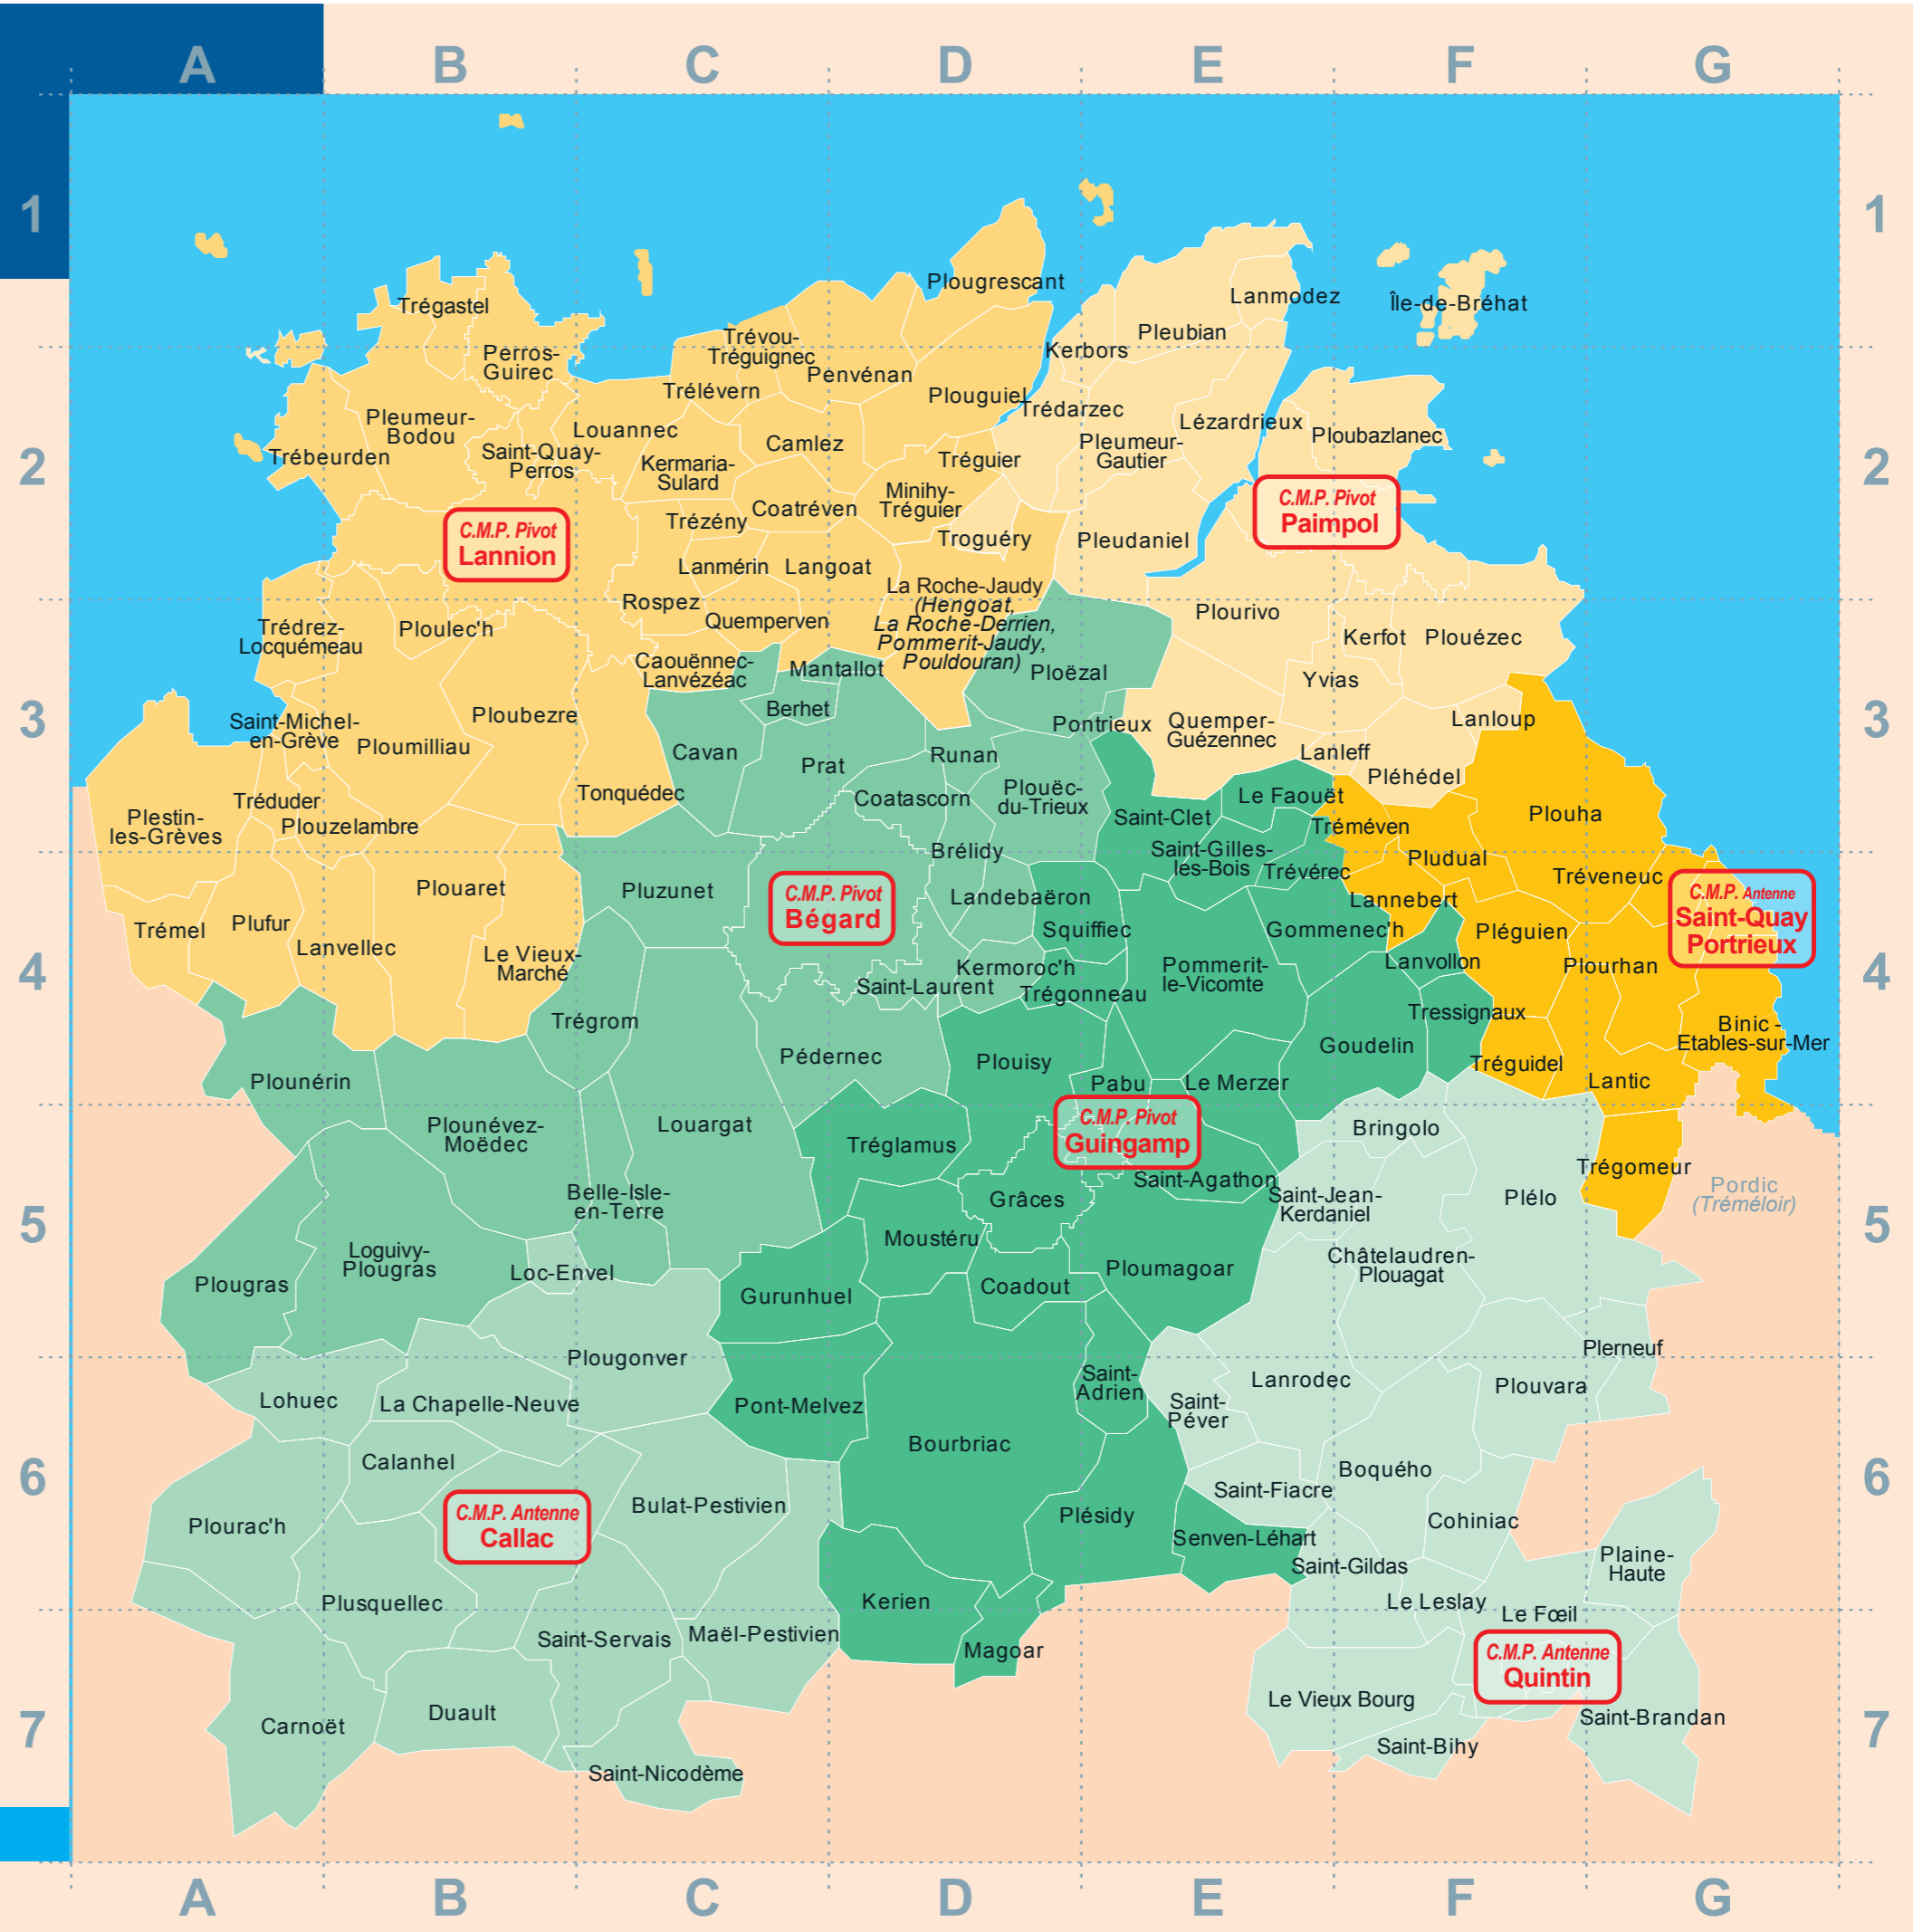 A B C D E F G
1
1
Plougrescant
Lanmodez
Île-de-Bréhat
Trégastel
Pleubian
Trévou-
Tréguignec
Kerbors
Perros-
Guirec
Penvénan
Trélévern
Plouguiel
Trédarzec
Pleumeur-
Bodou
Louannec
Camlez
Lézardrieux
Ploubazlanec
2
2
Trébeurden
Saint-Quay-
Perros
Kermaria-
Sulard
Tréguier
Pleumeur-
Gautier
Minihy-
Tréguier
Coatréven
Trézény
C.M.P. Pivot
Lannion
C.M.P. Pivot
Paimpol
Troguéry
Pleudaniel
Lanmérin
Langoat
La Roche-Jaudy
(Hengoat,
La Roche-Derrien,
Pommerit-Jaudy,
Pouldouran)
Rospez
Quemperven
Plourivo
Trédrez-
Locquémeau
Ploulec'h
Kerfot
Plouézec
Caouënnec-
Lanvézéac
Mantallot
Ploëzal
Yvias
3
3
Saint-Michel-
en-Grève
Ploubezre
Berhet
Pontrieux
Quemper-
Guézennec
Lanloup
Ploumilliau
Cavan
Prat
Runan
Lanleff
Pléhédel
Tréduder
Tonquédec
Coatascorn
Plouëc-
du-Trieux
Le Faouët
Plestin-
les-Grèves
Plouzelambre
Saint-Clet
Tréméven
Plouha
Brélidy
Saint-Gilles-
les-Bois
Trévérec
Pludual
Tréveneuc
Plouaret
Pluzunet
C.M.P. Pivot
Bégard
Landebaëron
Lannebert
C.M.P. Antenne
Saint-Quay
Portrieux
Trémel
Plufur
Lanvellec
Squiffiec
Gommenec'h
Pléguien
4
4
Le Vieux-
Marché
Kermoroc'h
Saint-Laurent
Trégonneau
Pommerit-
le-Vicomte
Lanvollon
Plourhan
Trégrom
Tressignaux
Binic -
Etables-sur-Mer
Pédernec
Plouisy
Goudelin
Tréguidel
Plounérin
Pabu
Le Merzer
Lantic
Plounévez-
Moëdec
Louargat
Tréglamus
C.M.P. Pivot
Guingamp
Bringolo
Trégomeur
Saint-Agathon
Pordic
(Tréméloir)
Belle-Isle-
en-Terre
Grâces
Saint-Jean-
Kerdaniel
Plélo
5
5
Loguivy-
Plougras
Moustéru
Châtelaudren-
Plouagat
Plougras
Loc-Envel
Gurunhuel
Coadout
Ploumagoar
Plougonver
Plerneuf
Lohuec
La Chapelle-Neuve
Pont-Melvez
Saint-
Adrien
Saint-
Péver
Lanrodec
Plouvara
Calanhel
Bourbriac
Boquého
6
6
Saint-Fiacre
Plourac'h
C.M.P. Antenne
Callac
Bulat-Pestivien
Plésidy
Senven-Léhart
Cohiniac
Saint-Gildas
Plaine-
Haute
Plusquellec
Kerien
Le Leslay
Le Fœil
Saint-Servais
Maël-Pestivien
Magoar
C.M.P. Antenne
Quintin
7
7
Carnoët
Duault
Le Vieux Bourg
Saint-Brandan
Saint-Bihy
Saint-Nicodème
A B C D E F G